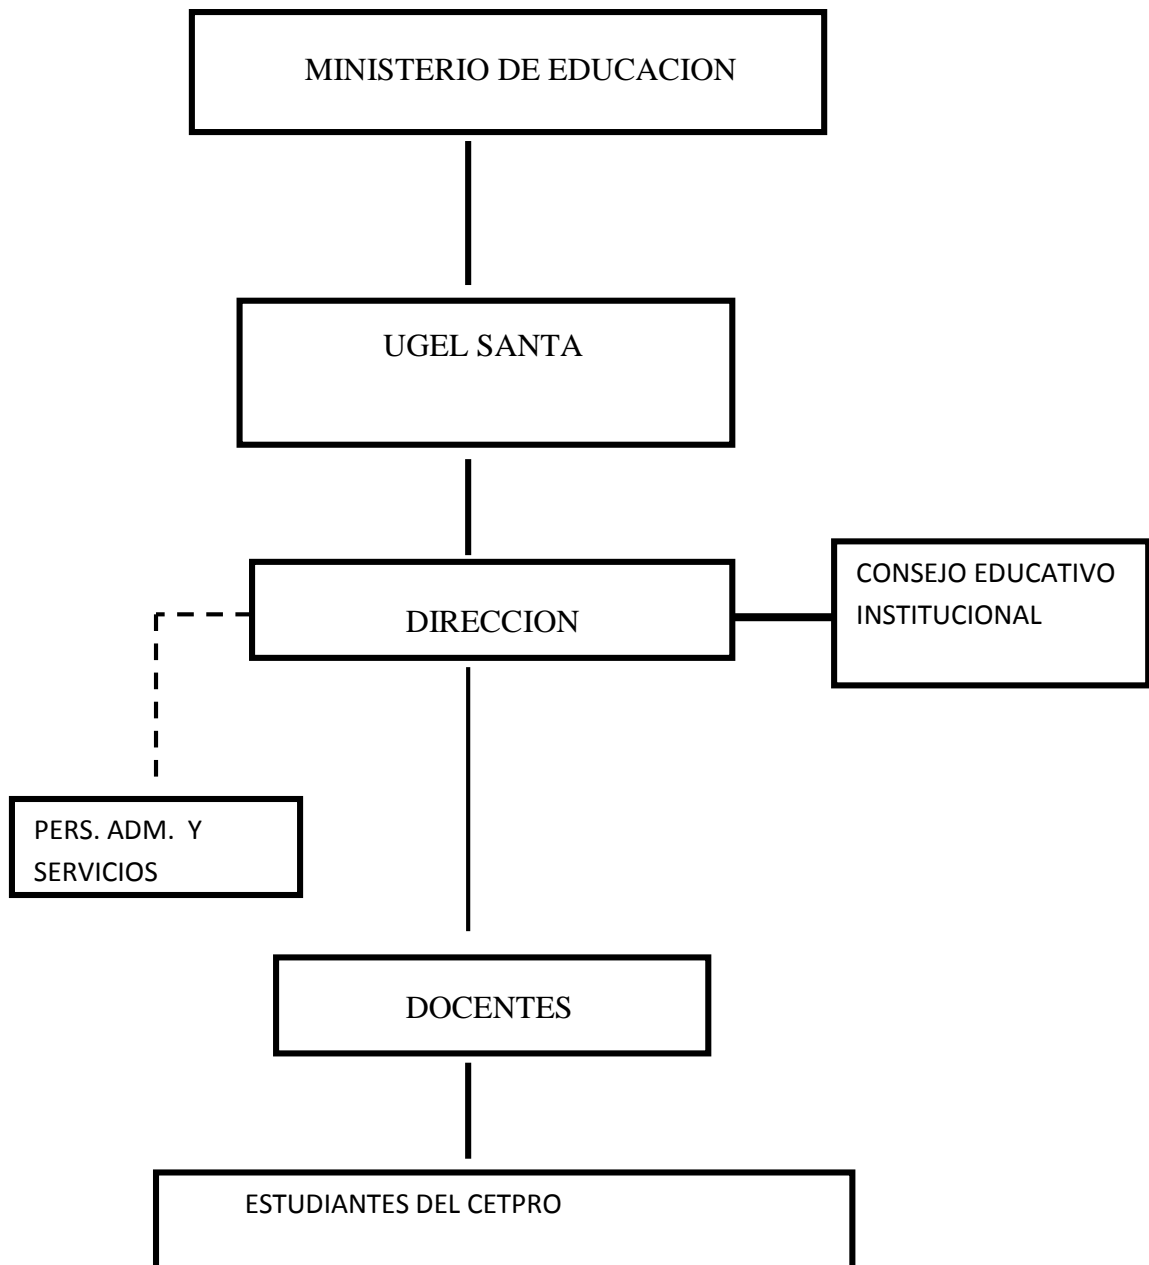 MINISTERIO DE EDUCACION
UGEL SANTA
DIRECCION
CONSEJO EDUCATIVO
INSTITUCIONAL
PERS. ADM.  Y
SERVICIOS
DOCENTES
ESTUDIANTES DEL CETPRO